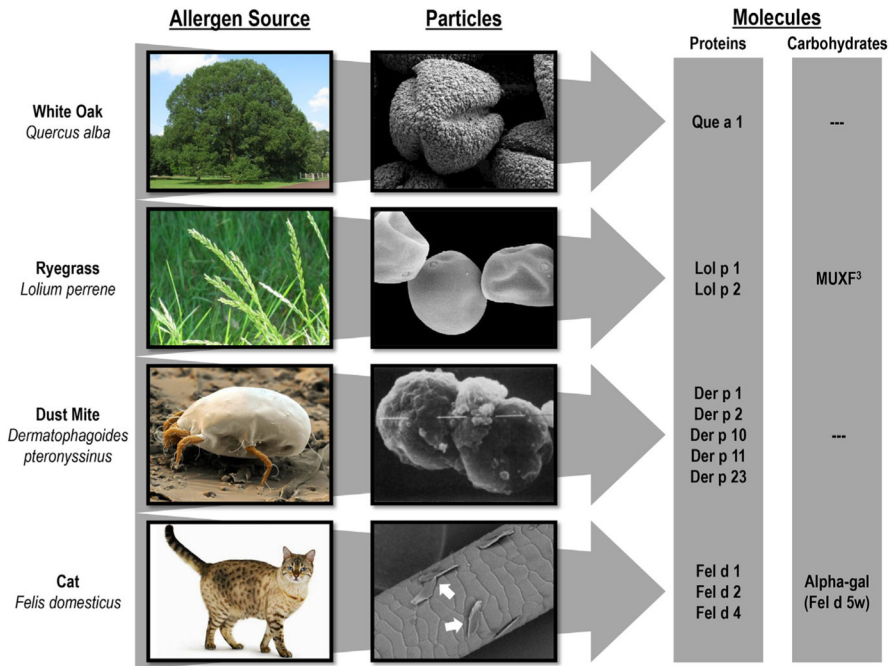 Allergen Source
Particles
Molecules
Proteins
Carbohydrates
White Oak
Quercus alba
Que a 1
---
Ryegrass
Lolium perrene
Lol p 1
Lol p 2
MUXF³
Dust Mite
Dermatophagoides
pteronyssinus
Der p 1
Der p 2
Der p 10
Der p 11
Der p 23
---
Cat
Felis domesticus
Fel d 1
Fel d 2
Fel d 4
Alpha-gal
(Fel d 5w)